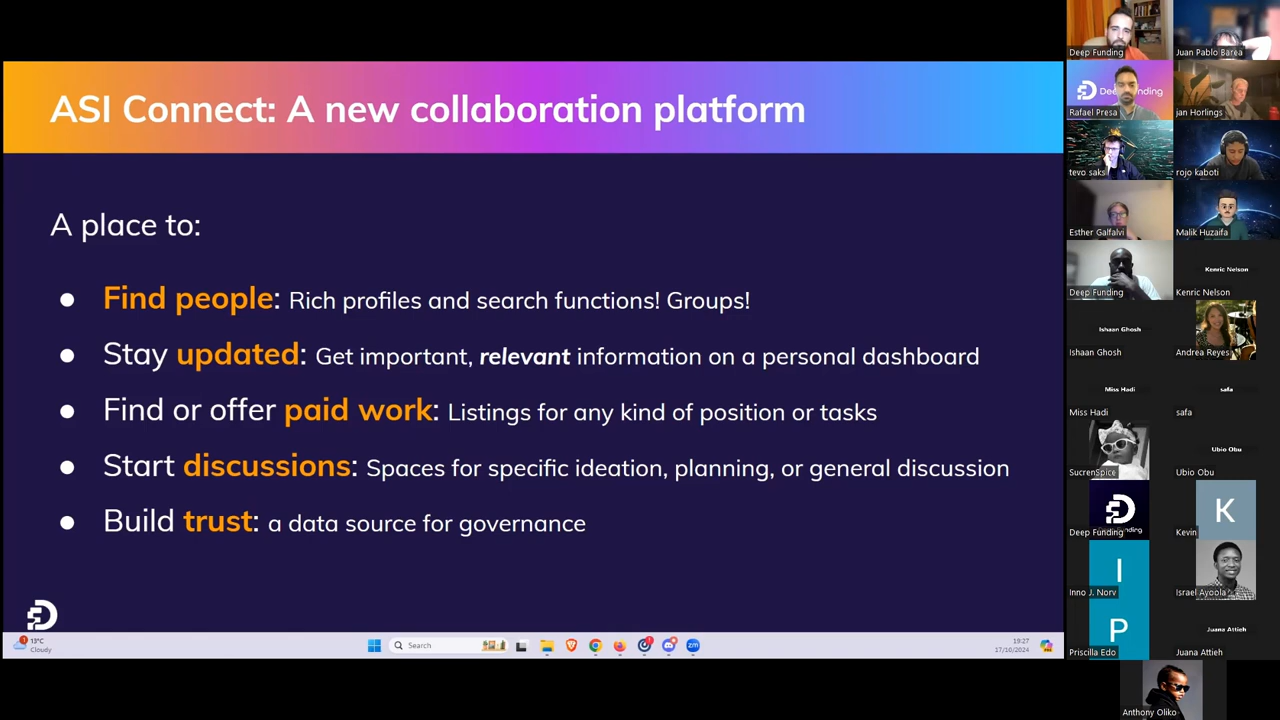 ASI Connect: A new collaboration platform
A place to:
● Find people: Rich profiles and search functions! Groups!
● Stay updated: Get important, relevant information on a personal dashboard
● Find or offer paid work: Listings for any kind of position or tasks
● Start discussions: Spaces for specific ideation, planning, or general discussion
● Build trust: a data source for governance
1
13°C
Cloudy
Search
19:27
17/10/2024
Deep Funding
Juan Pablo Barea
Rafael Presa
Jan Horlings
tevo saks
rojo kaboti
Esther Galfalvi
Malik Huzaifa
Deep Funding
Kenric Nelson
Kenric Nelson
Ishaan Ghosh
Ishaan Ghosh
Andrea Reyes
Miss Hadi
Miss Hadi
safa
safa
SucrenSpice
Ubio Obu
Ubio Obu
Deep Funding
K
Kevin
I
Inno J. Norv
Israel Ayoola
P
Priscilla Edo
Juana Attieh
Juana Attieh
Anthony Oliko